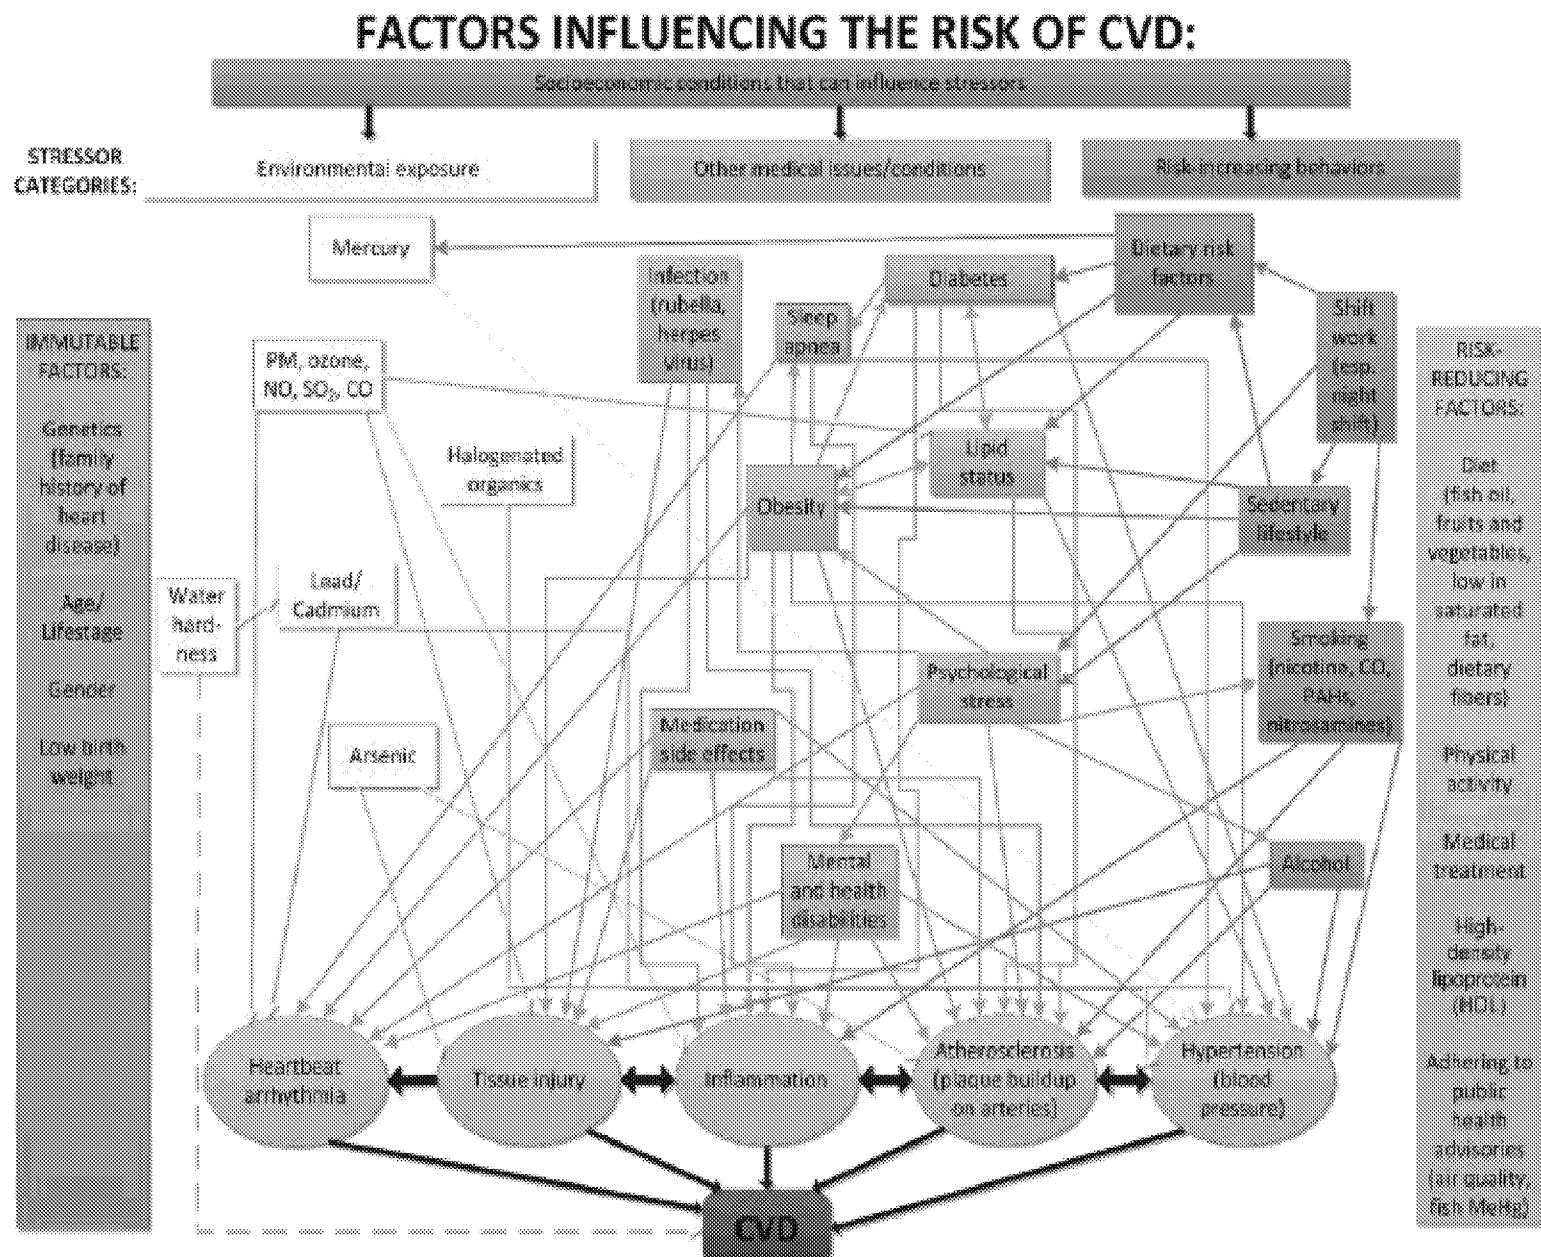 FACTORS INFLUENCING THE RISK OF CVD:
Socioeconomic conditions that can influence stressors
STRESSOR
CATEGORIES:
Environmental exposure
Other medical issues/conditions
Risk-increasing behaviors
Mercury
Infection
(rubella,
herpes
virus)
Sleep
apnea
Diabetes
Dietary risk
factors
Shift
work
(esp.
night
shift)
IMMUTABLE
FACTORS:
Genetics
(family
history of
heart
disease)
Age/
Lifestage
Gender
Low birth
weight
PM, ozone,
NO, SO₂, CO
Halogenated
organics
Lipid
status
Obesity
Sedentary
lifestyle
Water
hard-
ness
Lead/
Cadmium
Arsenic
Medication
side effects
Psychological
stress
Smoking
(nicotine, CO,
PAHs,
nitrosamines)
Mental
and health
disabilities
Alcohol
RISK-
REDUCING
FACTORS:
Diet
(fish oil,
fruits and
vegetables,
low in
saturated
fat,
dietary
fibers)
Physical
activity
Medical
treatment
High-
density
lipoprotein
(HDL)
Adhering to
public
health
advisories
(air quality,
fish MeHg)
Heartbeat
arrhythmia
Tissue injury
Inflammation
Atherosclerosis
(plaque buildup
on arteries)
Hypertension
(blood
pressure)
CVD